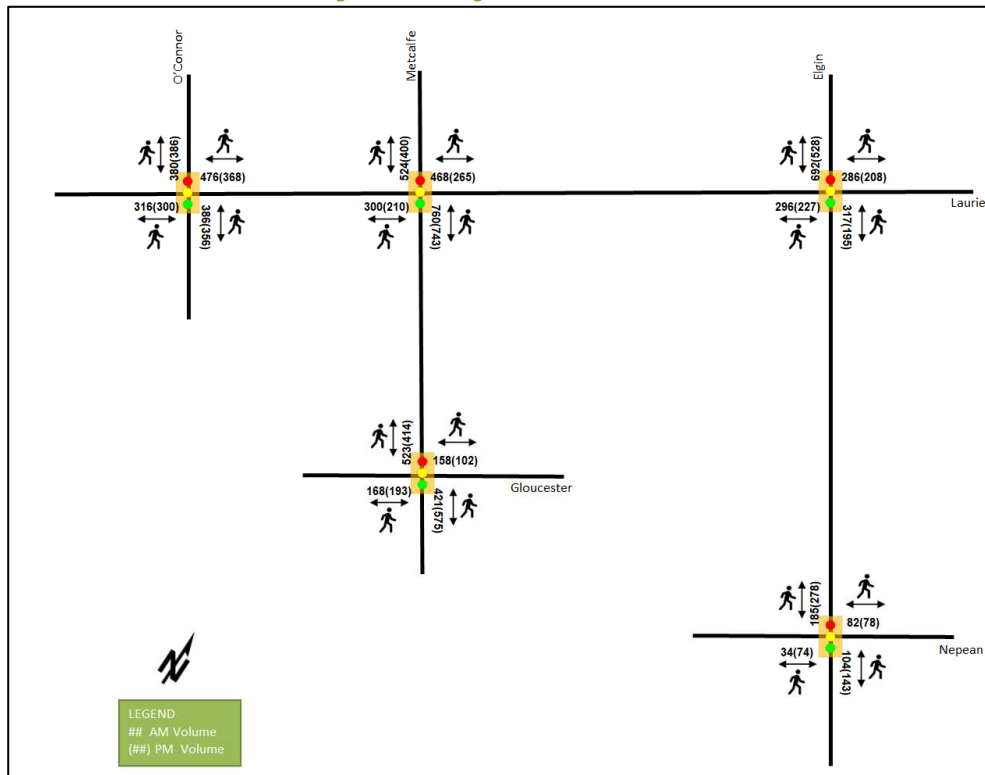 O'Connor
Metcalfe
Elgin
380(386)
476(368)
524(400)
468(265)
692(528)
286(208)
Laurie
316(300)
386(356)
300(210)
760(743)
296(227)
317(195)
523(414)
158(102)
Gloucester
168(193)
421(575)
185(278)
82(78)
Nepean
34(74)
104(143)
N
LEGEND
## AM Volume
(##) PM Volume